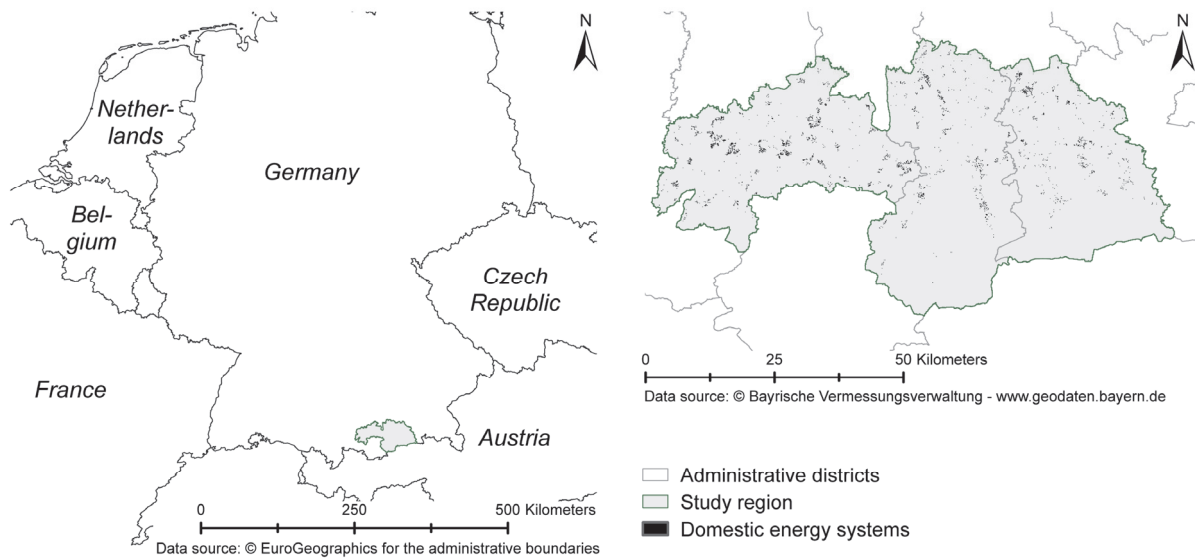 N
Nether-
lands
Germany
Bel-
gium
Czech
Republic
France
Austria
0 250 500 Kilometers
Data source: © EuroGeographics for the administrative boundaries
N
0 25 50 Kilometers
Data source: © Bayrische Vermessungsverwaltung - www.geodaten.bayern.de
Administrative districts
Study region
Domestic energy systems